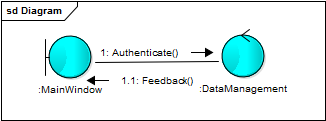 sd Diagram
1: Authenticate()
1.1: Feedback()
:MainWindow
:DataManagement